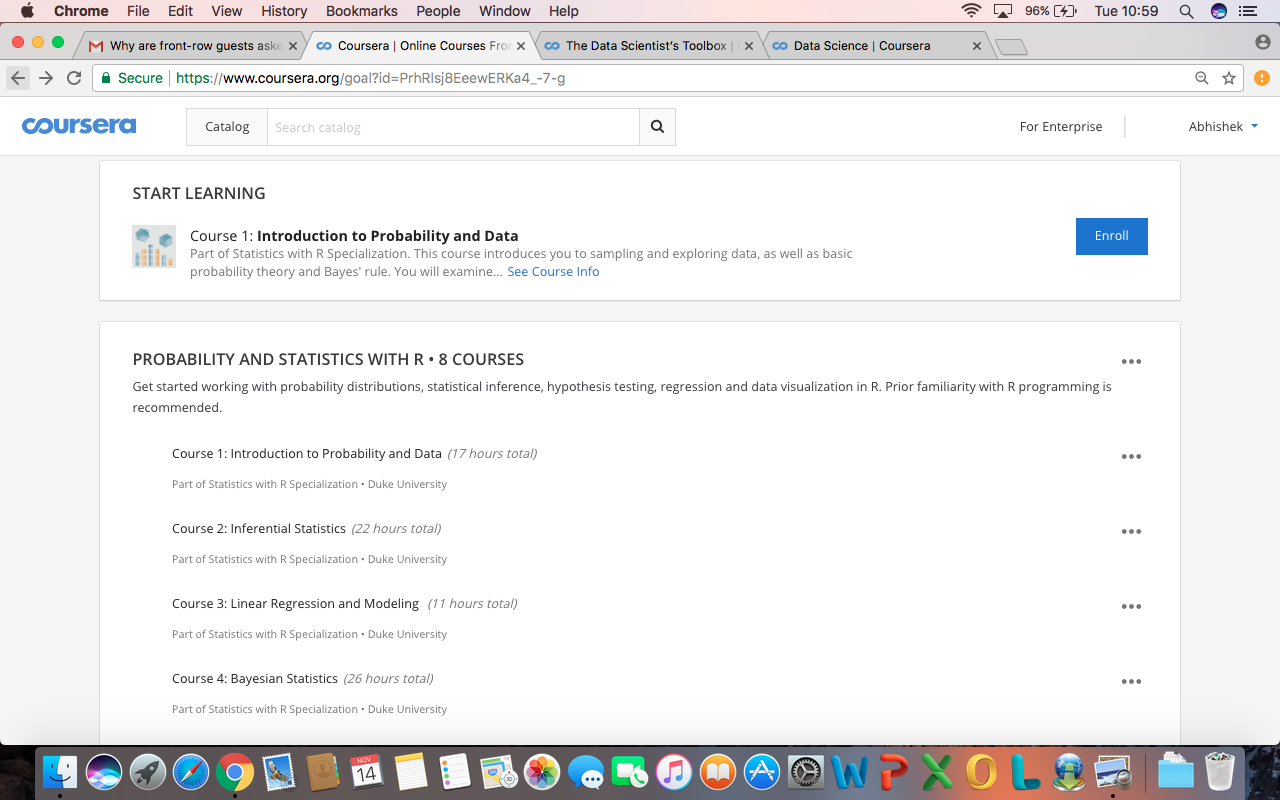 Chrome File Edit View History Bookmarks People Window Help 96% Tue 10:59
Why are front-row guests aske
Coursera | Online Courses From
The Data Scientist's Toolbox |
Data Science | Coursera
Secure https://www.coursera.org/goal?id=PrhRIsj8EeewERKa4_-7-g
coursera Catalog Search catalog For Enterprise Abhishek
START LEARNING
Course 1: Introduction to Probability and Data
Enroll
Part of Statistics with R Specialization. This course introduces you to sampling and exploring data, as well as basic
probability theory and Bayes' rule. You will examine... See Course Info
PROBABILITY AND STATISTICS WITH R • 8 COURSES
Get started working with probability distributions, statistical inference, hypothesis testing, regression and data visualization in R. Prior familiarity with R programming is
recommended.
Course 1: Introduction to Probability and Data (17 hours total)
Part of Statistics with R Specialization • Duke University
Course 2: Inferential Statistics (22 hours total)
Part of Statistics with R Specialization • Duke University
Course 3: Linear Regression and Modeling (11 hours total)
Part of Statistics with R Specialization • Duke University
Course 4: Bayesian Statistics (26 hours total)
Part of Statistics with R Specialization • Duke University
NOV
14